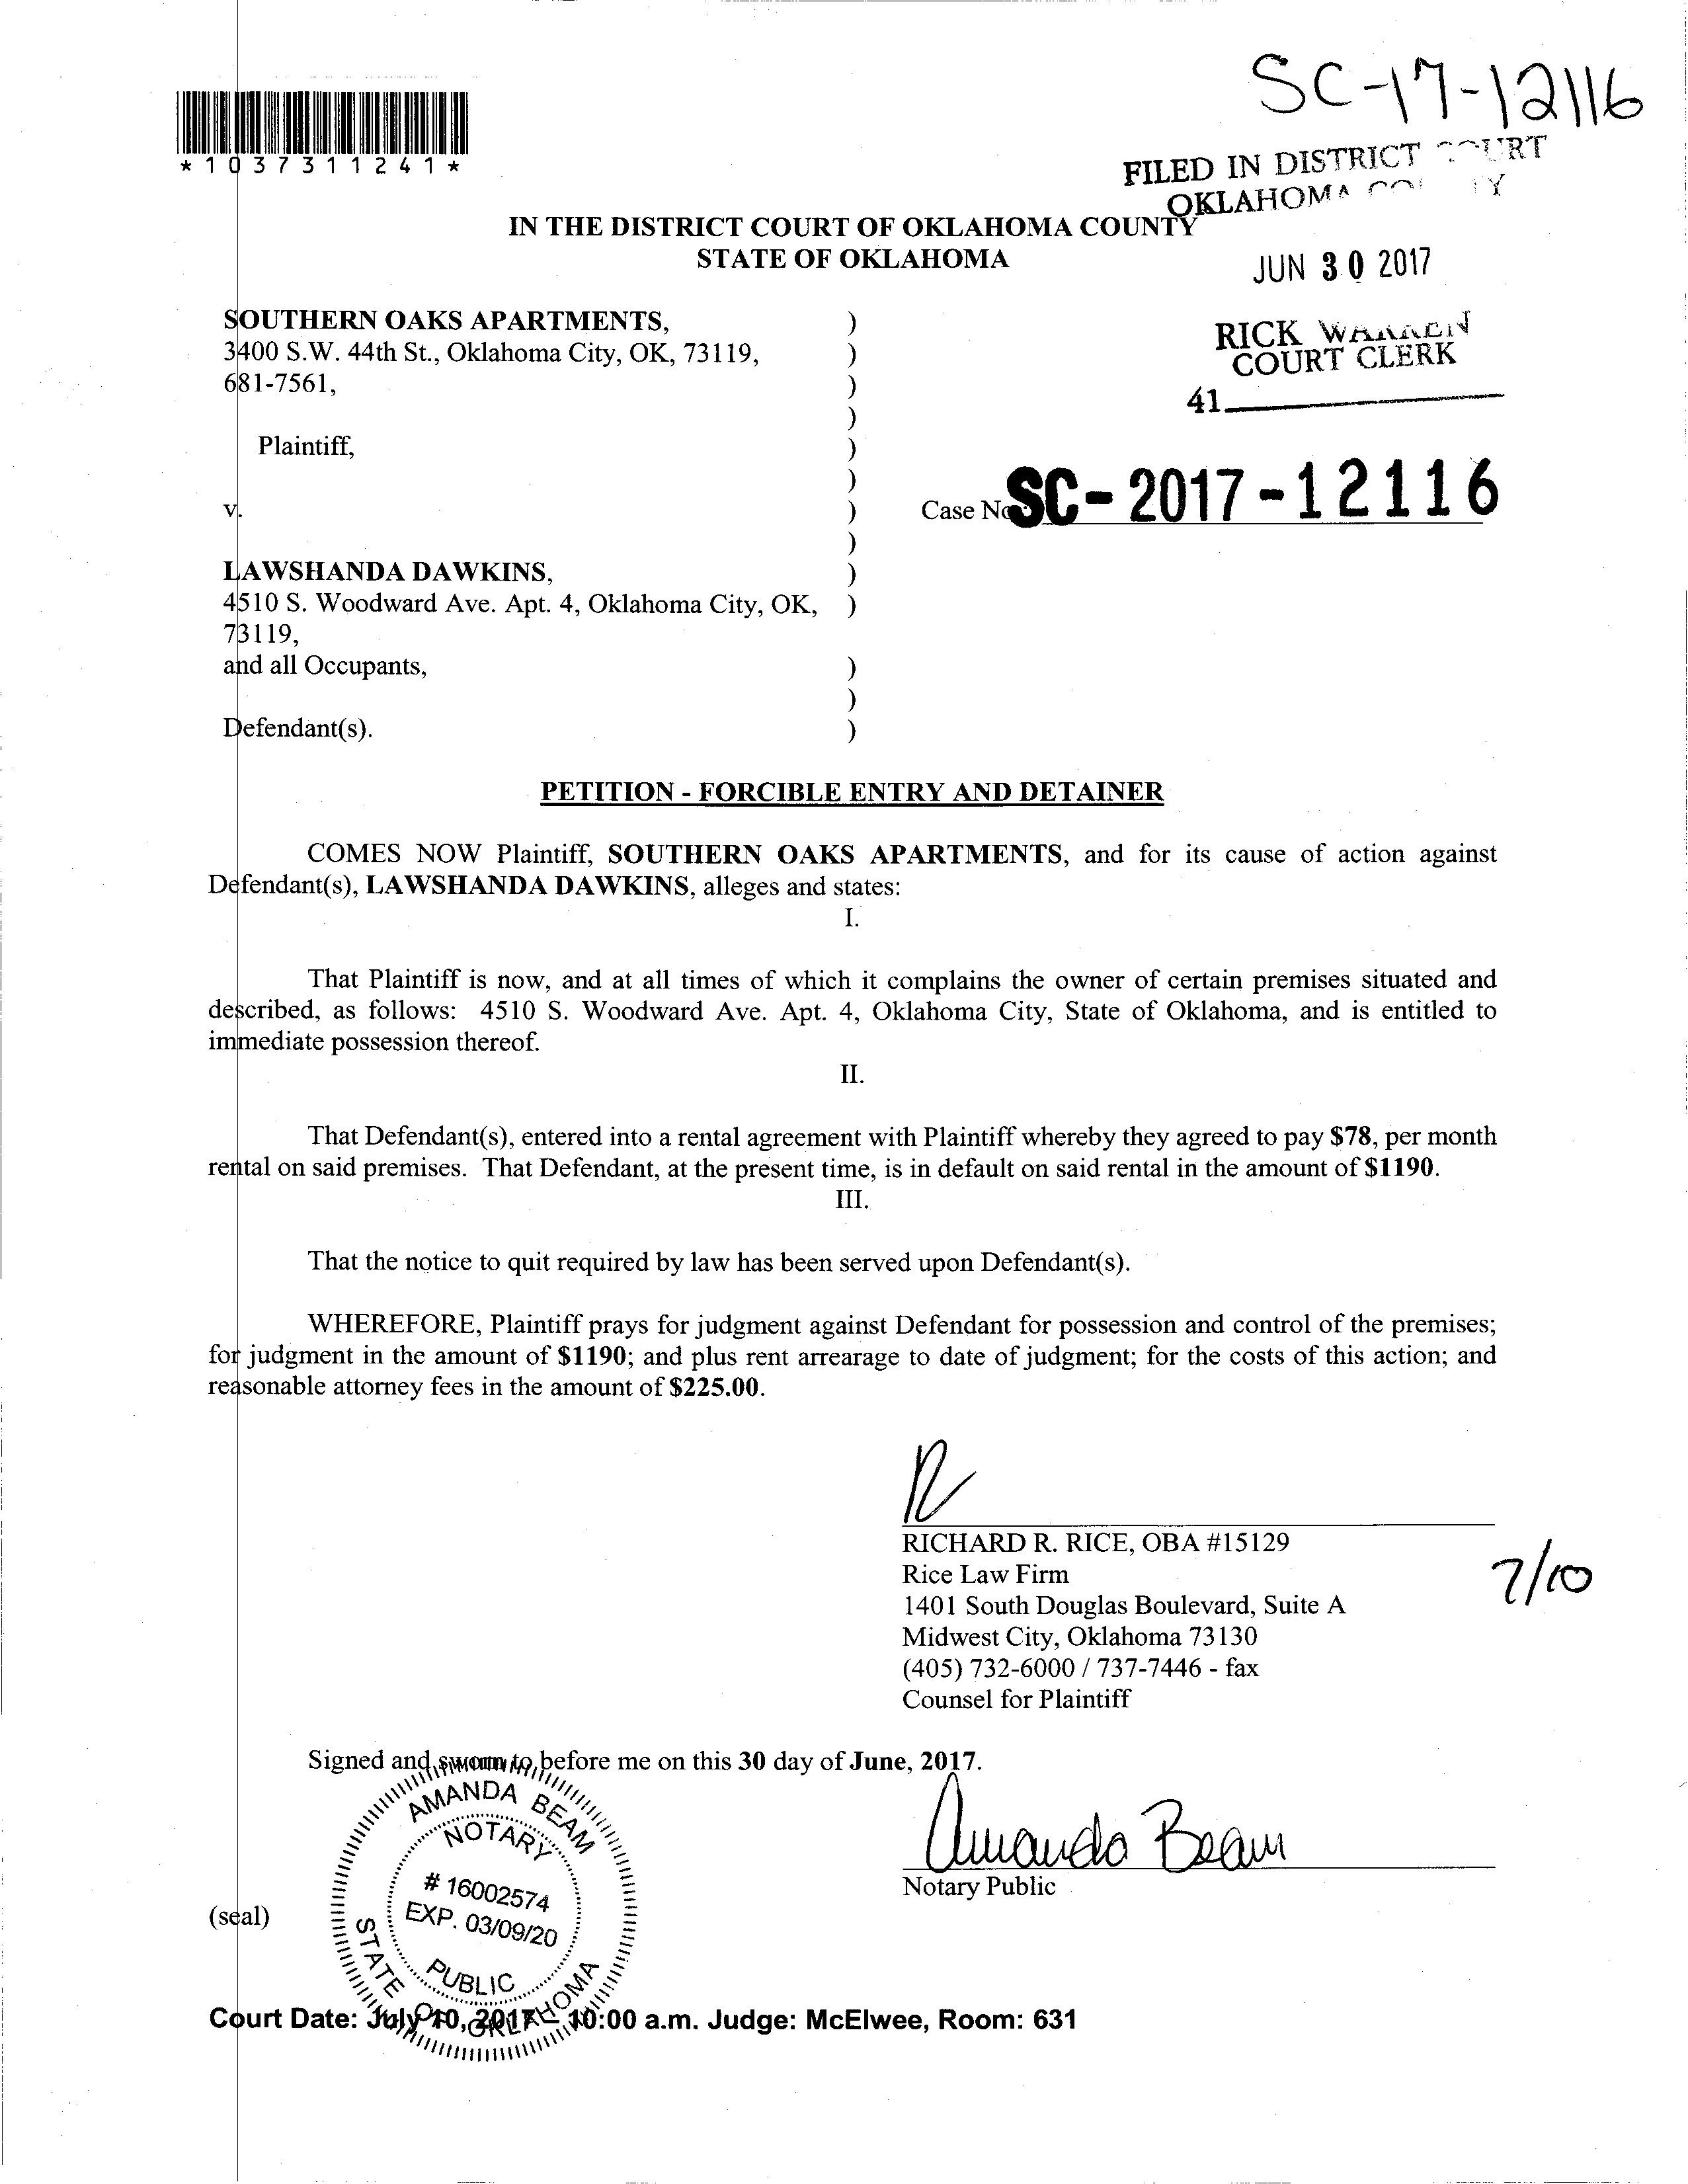 SC-17-12116
*1037311241*
FILED IN DISTRICT
OKLAHOMA
IN THE DISTRICT COURT OF OKLAHOMA COUNTY
STATE OF OKLAHOMA
JUN 30 2017
SOUTHERN OAKS APARTMENTS, )
3400 S.W. 44th St., Oklahoma City, OK, 73119, )
681-7561, )
)
Plaintiff, )
)
v. )
)
LAWSHANDA DAWKINS, )
4510 S. Woodward Ave. Apt. 4, Oklahoma City, OK, )
73119,
and all Occupants, )
)
Defendant(s). )
RICK WARREN
COURT CLERK
41
Case No. SC-2017-12116
PETITION - FORCIBLE ENTRY AND DETAINER
COMES NOW Plaintiff, SOUTHERN OAKS APARTMENTS, and for its cause of action against
Defendant(s), LAWSHANDA DAWKINS, alleges and states:
I.
That Plaintiff is now, and at all times of which it complains the owner of certain premises situated and
described, as follows: 4510 S. Woodward Ave. Apt. 4, Oklahoma City, State of Oklahoma, and is entitled to
immediate possession thereof.
II.
That Defendant(s), entered into a rental agreement with Plaintiff whereby they agreed to pay $78, per month
rental on said premises. That Defendant, at the present time, is in default on said rental in the amount of $1190.
III.
That the notice to quit required by law has been served upon Defendant(s).
WHEREFORE, Plaintiff prays for judgment against Defendant for possession and control of the premises;
for judgment in the amount of $1190; and plus rent arrearage to date of judgment; for the costs of this action; and
reasonable attorney fees in the amount of $225.00.
RICHARD R. RICE, OBA #15129
Rice Law Firm
1401 South Douglas Boulevard, Suite A
Midwest City, Oklahoma 73130
(405) 732-6000 / 737-7446 - fax
Counsel for Plaintiff
7/10
Signed and sworn to before me on this 30 day of June, 2017.
Amanda Beam
Notary Public
(seal)
AMANDA BEAM
NOTARY
# 16002574
EXP. 03/09/20
PUBLIC
STATE OF OKLAHOMA
Court Date: July 10, 2017 – 10:00 a.m. Judge: McElwee, Room: 631